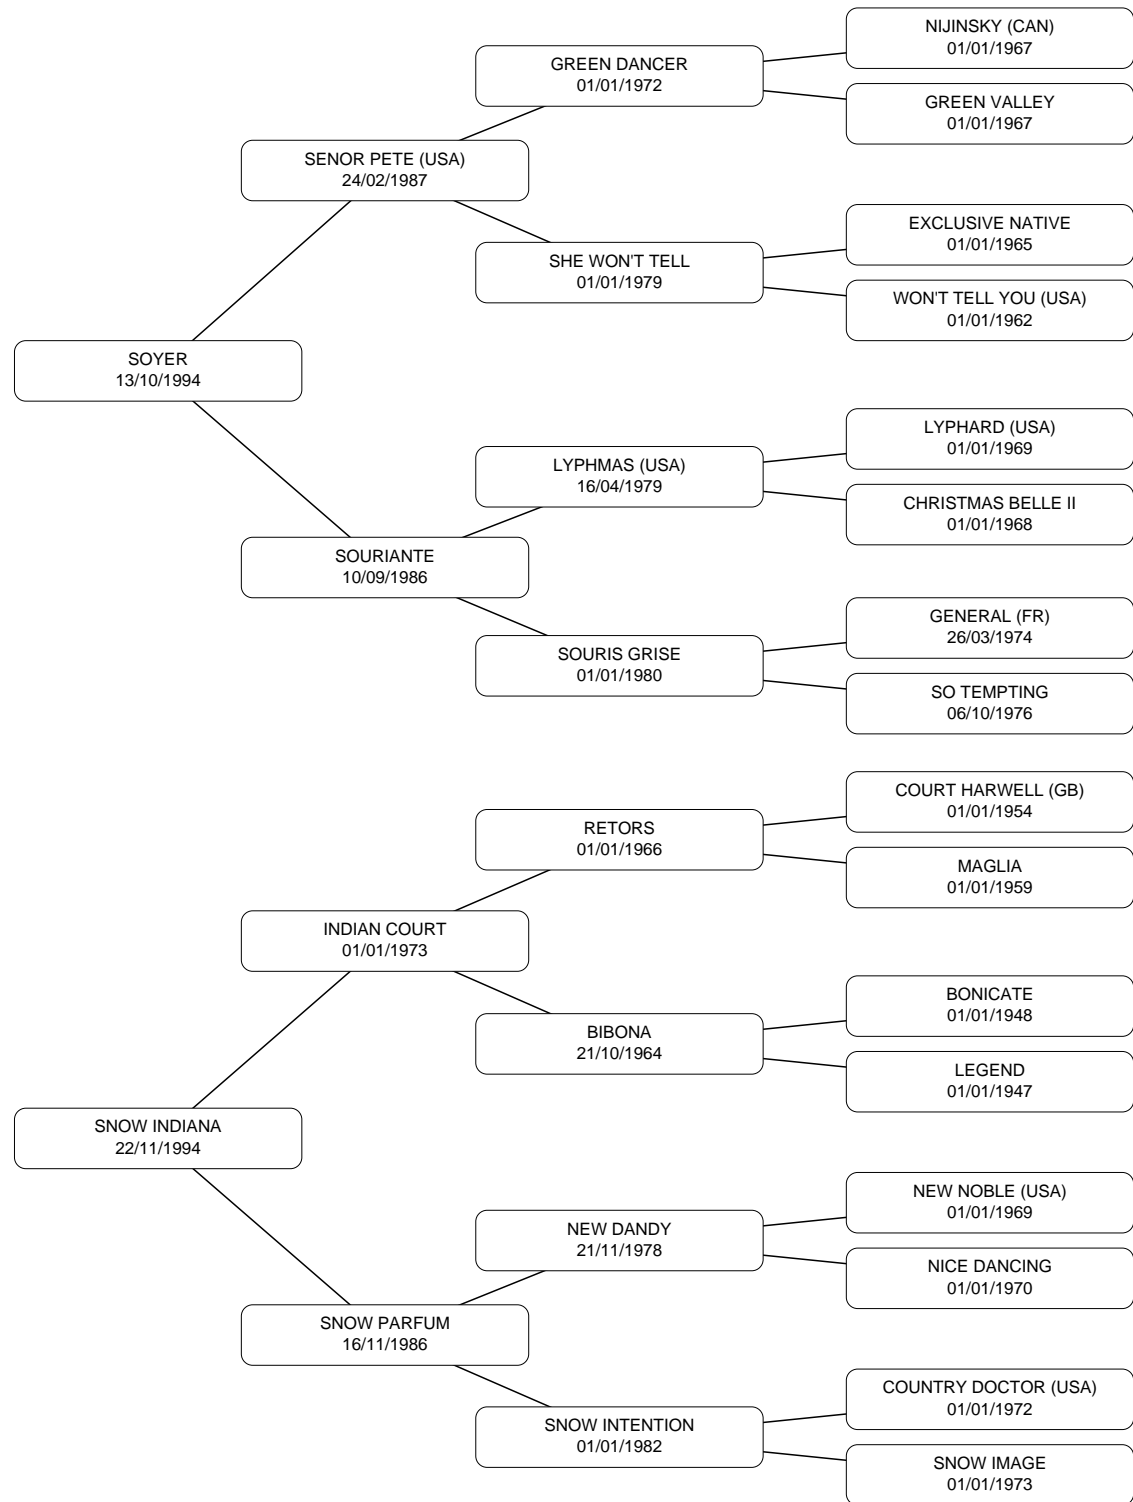 NIJINSKY (CAN)
01/01/1967
GREEN DANCER
01/01/1972
GREEN VALLEY
01/01/1967
SENOR PETE (USA)
24/02/1987
EXCLUSIVE NATIVE
01/01/1965
SHE WON'T TELL
01/01/1979
WON'T TELL YOU (USA)
01/01/1962
SOYER
13/10/1994
LYPHARD (USA)
01/01/1969
LYPHMAS (USA)
16/04/1979
CHRISTMAS BELLE II
01/01/1968
SOURIANTE
10/09/1986
GENERAL (FR)
26/03/1974
SOURIS GRISE
01/01/1980
SO TEMPTING
06/10/1976
COURT HARWELL (GB)
01/01/1954
RETORS
01/01/1966
MAGLIA
01/01/1959
INDIAN COURT
01/01/1973
BONICATE
01/01/1948
BIBONA
21/10/1964
LEGEND
01/01/1947
SNOW INDIANA
22/11/1994
NEW NOBLE (USA)
01/01/1969
NEW DANDY
21/11/1978
NICE DANCING
01/01/1970
SNOW PARFUM
16/11/1986
COUNTRY DOCTOR (USA)
01/01/1972
SNOW INTENTION
01/01/1982
SNOW IMAGE
01/01/1973